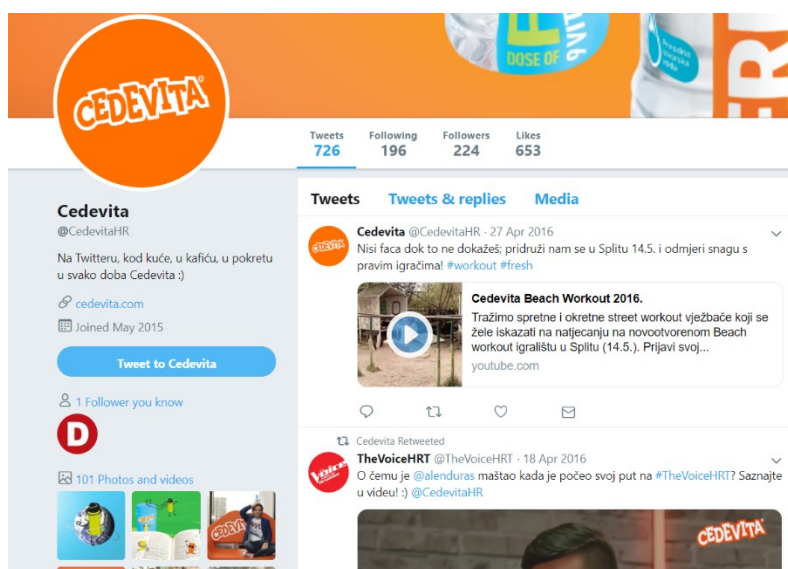 DOSE OF
CEDEVITA
Tweets Following Followers Likes
726 196 224 653
Tweets Tweets & replies Media
Cedevita
@CedevitaHR
Na Twitteru, kod kuće, u kafiću, u pokretu
u svako doba Cedevita :)
cedevita.com
Joined May 2015
Tweet to Cedevita
1 Follower you know
D
101 Photos and videos
CEDEVITA
Cedevita @CedevitaHR · 27 Apr 2016
Nisi faca dok to ne dokažeš; pridruži nam se u Splitu 14.5. i odmjeri snagu s
pravim igračima! #workout #fresh
Cedevita Beach Workout 2016.
Tražimo spretne i okretne street workout vježbače koji se
žele iskazati na natjecanju na novootvorenom Beach
workout igralištu u Splitu (14.5.). Prijavi svoj...
youtube.com
Cedevita Retweeted
Voice
TheVoiceHRT @TheVoiceHRT · 18 Apr 2016
O čemu je @alenduras maštao kada je počeo svoj put na #TheVoiceHRT? Saznajte
u videu! :) @CedevitaHR
CEDEVITA